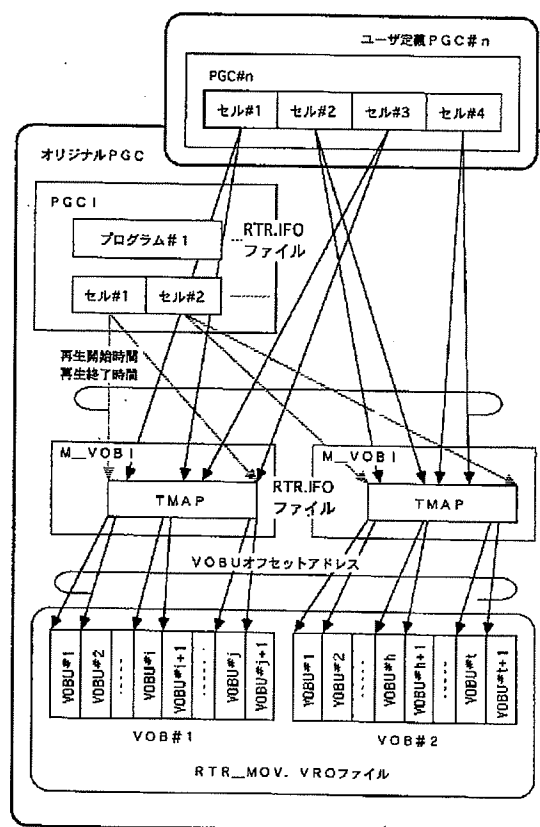 ユーザ定義PGC#n
PGC#n
セル#1 セル#2 セル#3 セル#4
オリジナルPGC
PGCI
プログラム#1
RTR.IFO
ファイル
セル#1 セル#2
再生開始時間
再生終了時間
M_VOBI
M_VOBI
TMAP
RTR.IFO
ファイル
TMAP
VOBUオフセットアドレス
VOBU#1 VOBU#2 VOBU#i VOBU#i+1 VOBU#j VOBU#j+1
VOBU#1 VOBU#2 VOBU#h VOBU#h+1 VOBU#t VOBU#t+1
VOB#1
VOB#2
RTR_MOV. VROファイル